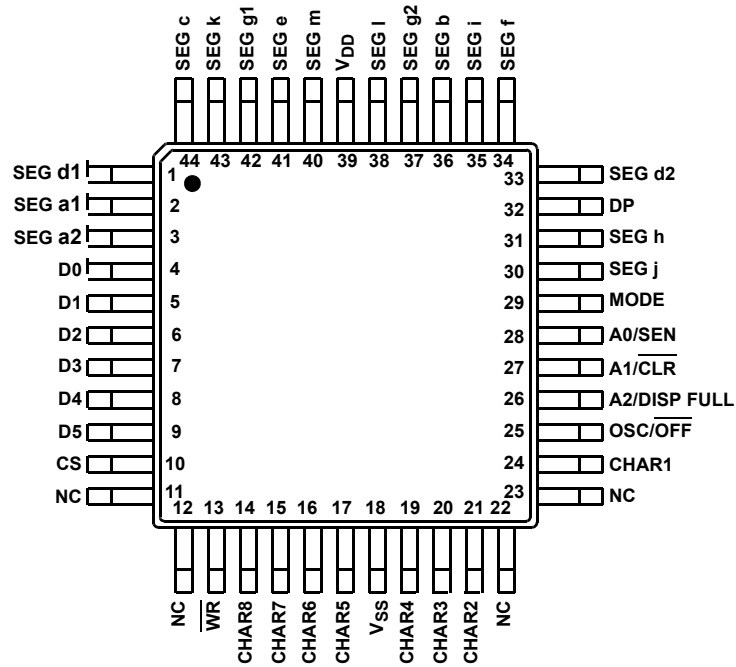 SEG c
SEG k
SEG g1
SEG e
SEG m
VDD
SEG l
SEG g2
SEG b
SEG i
SEG f
44 43 42 41 40 39 38 37 36 35 34
SEG d1 1 33 SEG d2
SEG a1 2 32 DP
SEG a2 3 31 SEG h
D0 4 30 SEG j
D1 5 29 MODE
D2 6 28 A0/SEN
D3 7 27 A1/CLR
D4 8 26 A2/DISP FULL
D5 9 25 OSC/OFF
CS 10 24 CHAR1
NC 11 23 NC
12 13 14 15 16 17 18 19 20 21 22
NC
WR
CHAR8
CHAR7
CHAR6
CHAR5
VSS
CHAR4
CHAR3
CHAR2
NC